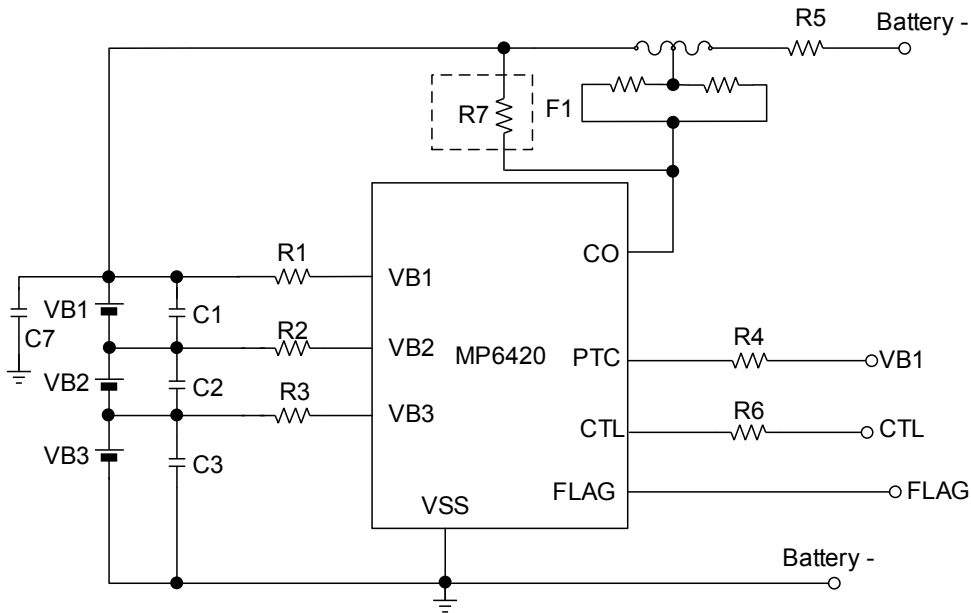 R5
Battery -
R7
F1
R1
VB1
CO
VB1
C1
C7
R2
VB2
MP6420
PTC
R4
VB1
VB2
C2
R3
VB3
CTL
R6
CTL
VB3
C3
FLAG
FLAG
VSS
Battery -